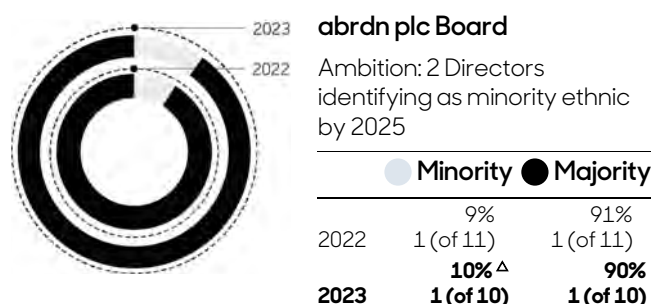 2023
2022
abrdn plc Board
Ambition: 2 Directors
identifying as minority ethnic
by 2025
Minority Majority
9% 91%
2022 1 (of 11) 1 (of 11)
10% △ 90%
2023 1 (of 10) 1 (of 10)